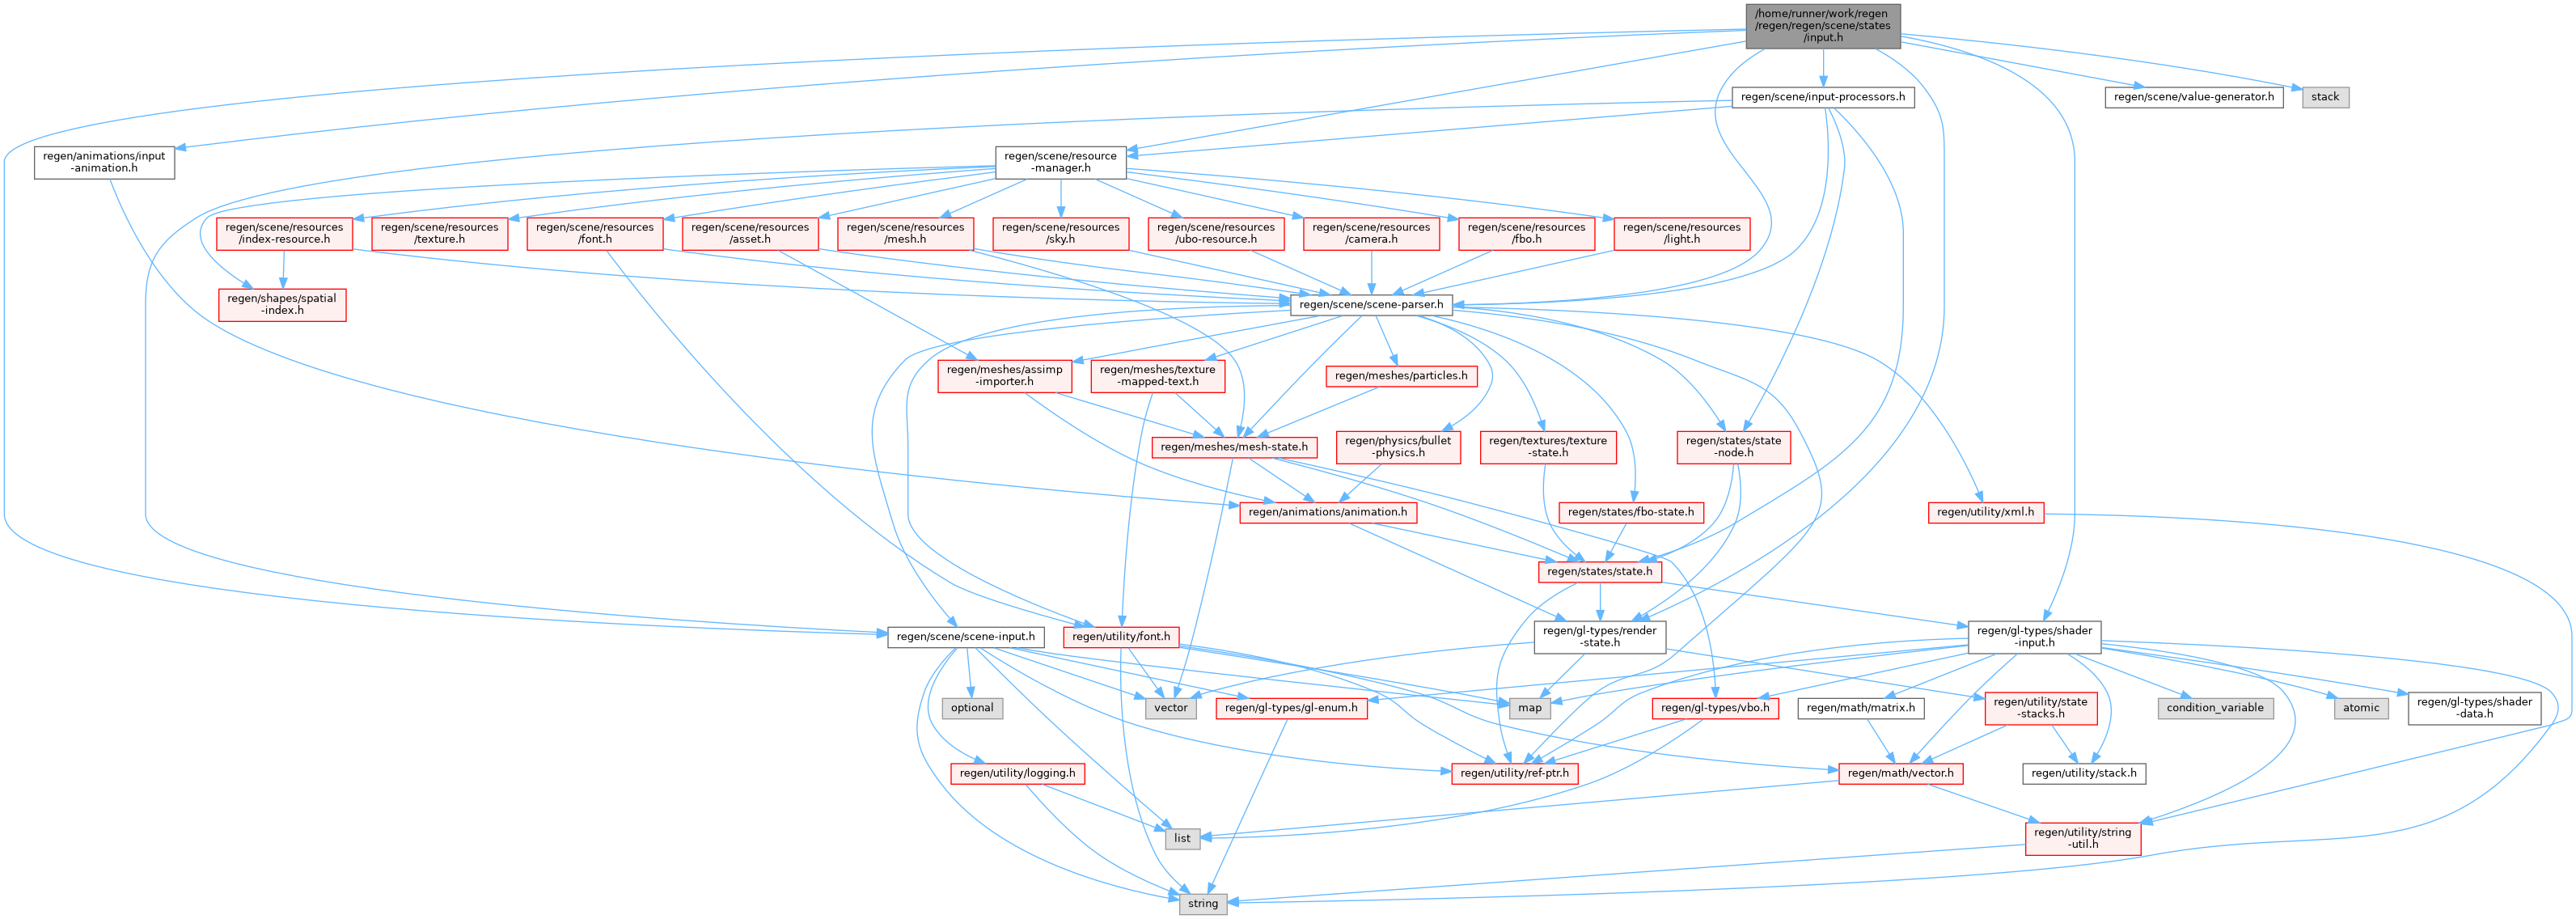 /home/runner/work/regen
/regen/regen/scene/states
/input.h
regen/scene/input-processors.h
regen/scene/value-generator.h
stack
regen/animations/input
-animation.h
regen/scene/resource
-manager.h
regen/scene/resources
/index-resource.h
regen/scene/resources
/texture.h
regen/scene/resources
/font.h
regen/scene/resources
/asset.h
regen/scene/resources
/mesh.h
regen/scene/resources
/sky.h
regen/scene/resources
/ubo-resource.h
regen/scene/resources
/camera.h
regen/scene/resources
/fbo.h
regen/scene/resources
/light.h
regen/shapes/spatial
-index.h
regen/scene/scene-parser.h
regen/meshes/assimp
-importer.h
regen/meshes/texture
-mapped-text.h
regen/meshes/particles.h
regen/meshes/mesh-state.h
regen/physics/bullet
-physics.h
regen/textures/texture
-state.h
regen/states/state
-node.h
regen/animations/animation.h
regen/states/fbo-state.h
regen/utility/xml.h
regen/states/state.h
regen/scene/scene-input.h
regen/utility/font.h
regen/gl-types/render
-state.h
regen/gl-types/shader
-input.h
optional
vector
regen/gl-types/gl-enum.h
map
regen/gl-types/vbo.h
regen/math/matrix.h
regen/utility/state
-stacks.h
condition_variable
atomic
regen/gl-types/shader
-data.h
regen/utility/logging.h
regen/utility/ref-ptr.h
regen/math/vector.h
regen/utility/stack.h
list
regen/utility/string
-util.h
string